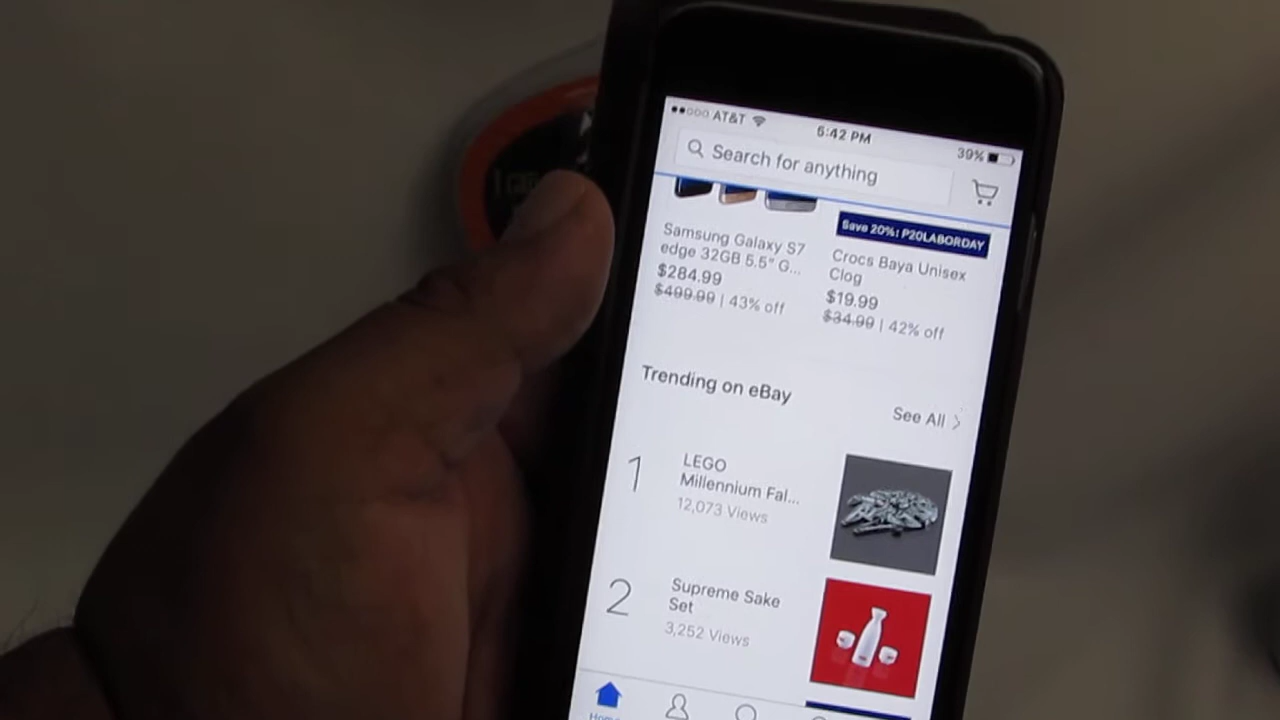 AT&T
5:42 PM
39%
Search for anything
Samsung Galaxy S7
edge 32GB 5.5" G...
$284.99
$499.99 | 43% off
Save 20%: P20LABORDAY
Crocs Baya Unisex
Clog
$19.99
$34.99 | 42% off
Trending on eBay
See All >
1
LEGO
Millennium Fal...
12,073 Views
2
Supreme Sake
Set
3,252 Views
Home